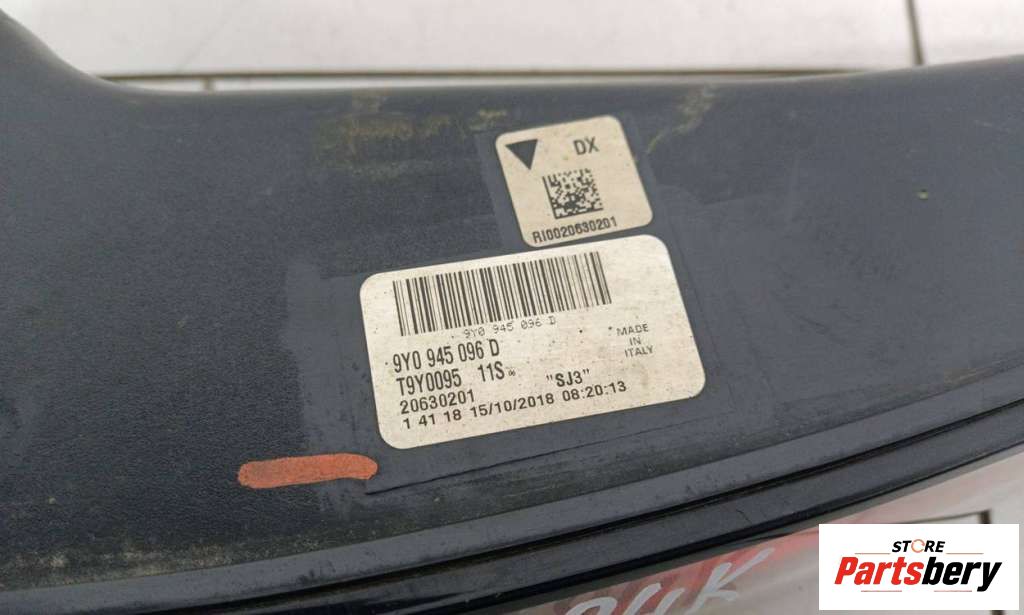 DX
RI0020630201
9Y0 945 096 D
9Y0 945 096 D
T9Y0095 11S "SJ3"
20630201
1 41 18 15/10/2018 08:20:13
MADE
IN
ITALY
STORE
Partsbery